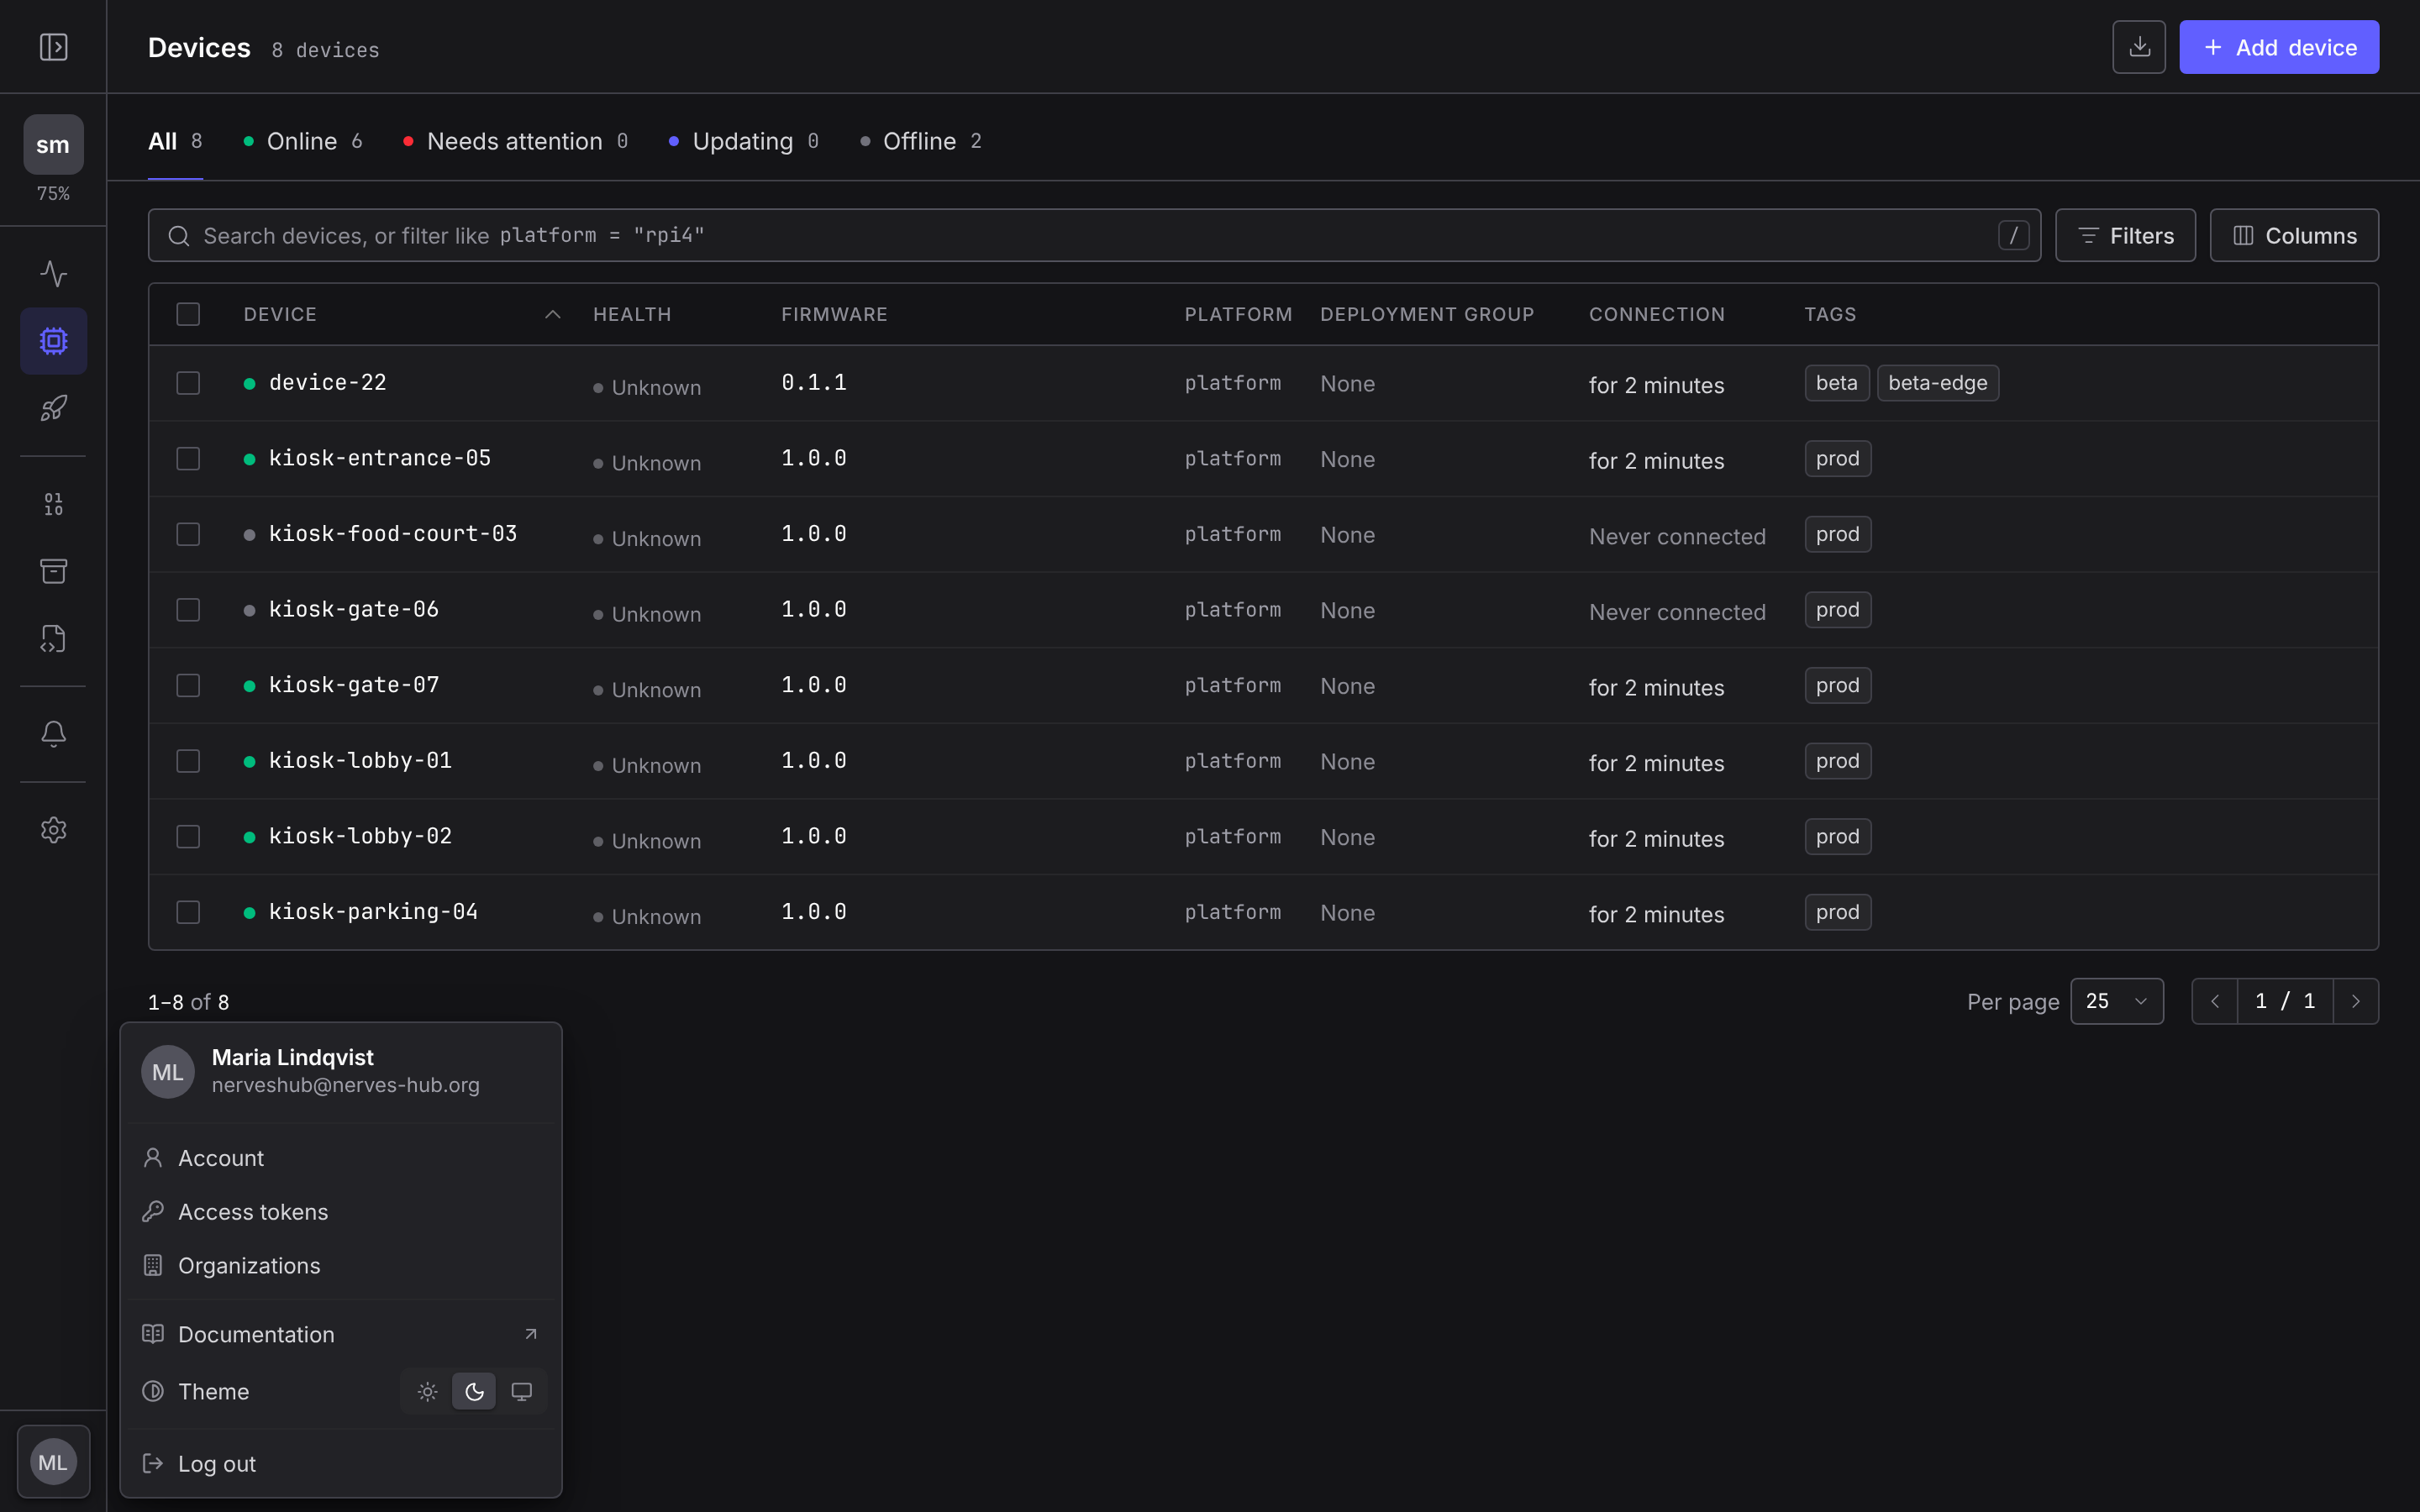 Devices 8 devices
+ Add device
sm
75%
All 8 Online 6 Needs attention 0 Updating 0 Offline 2
Search devices, or filter like platform = "rpi4" /
Filters
Columns
DEVICE HEALTH FIRMWARE PLATFORM DEPLOYMENT GROUP CONNECTION TAGS
device-22 Unknown 0.1.1 platform None for 2 minutes beta beta-edge
kiosk-entrance-05 Unknown 1.0.0 platform None for 2 minutes prod
kiosk-food-court-03 Unknown 1.0.0 platform None Never connected prod
kiosk-gate-06 Unknown 1.0.0 platform None Never connected prod
kiosk-gate-07 Unknown 1.0.0 platform None for 2 minutes prod
kiosk-lobby-01 Unknown 1.0.0 platform None for 2 minutes prod
kiosk-lobby-02 Unknown 1.0.0 platform None for 2 minutes prod
kiosk-parking-04 Unknown 1.0.0 platform None for 2 minutes prod
01
10
1–8 of 8
Per page 25 1 / 1
ML
Maria Lindqvist
nerveshub@nerves-hub.org
Account
Access tokens
Organizations
Documentation
Theme
Log out
ML